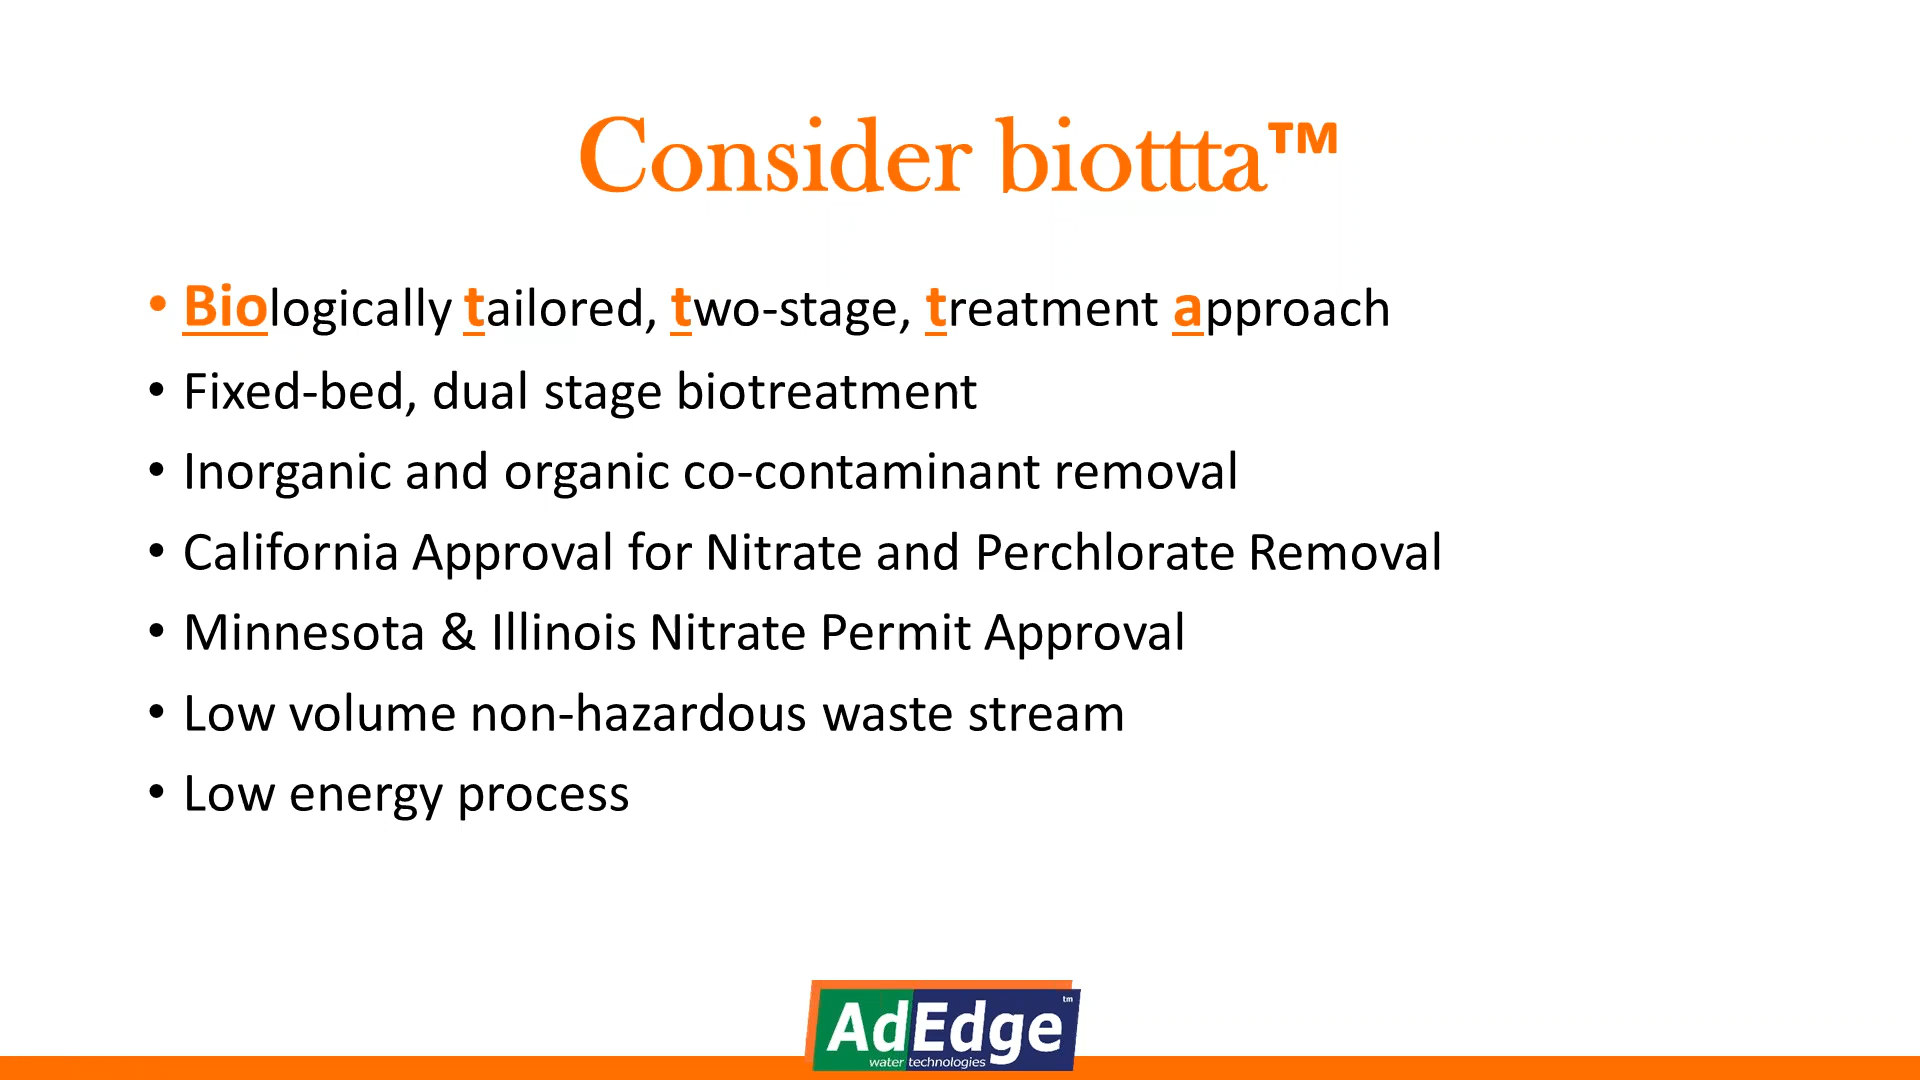 Consider biottta™
• Biologically tailored, two-stage, treatment approach
• Fixed-bed, dual stage biotreatment
• Inorganic and organic co-contaminant removal
• California Approval for Nitrate and Perchlorate Removal
• Minnesota & Illinois Nitrate Permit Approval
• Low volume non-hazardous waste stream
• Low energy process
AdEdge tm
water technologies